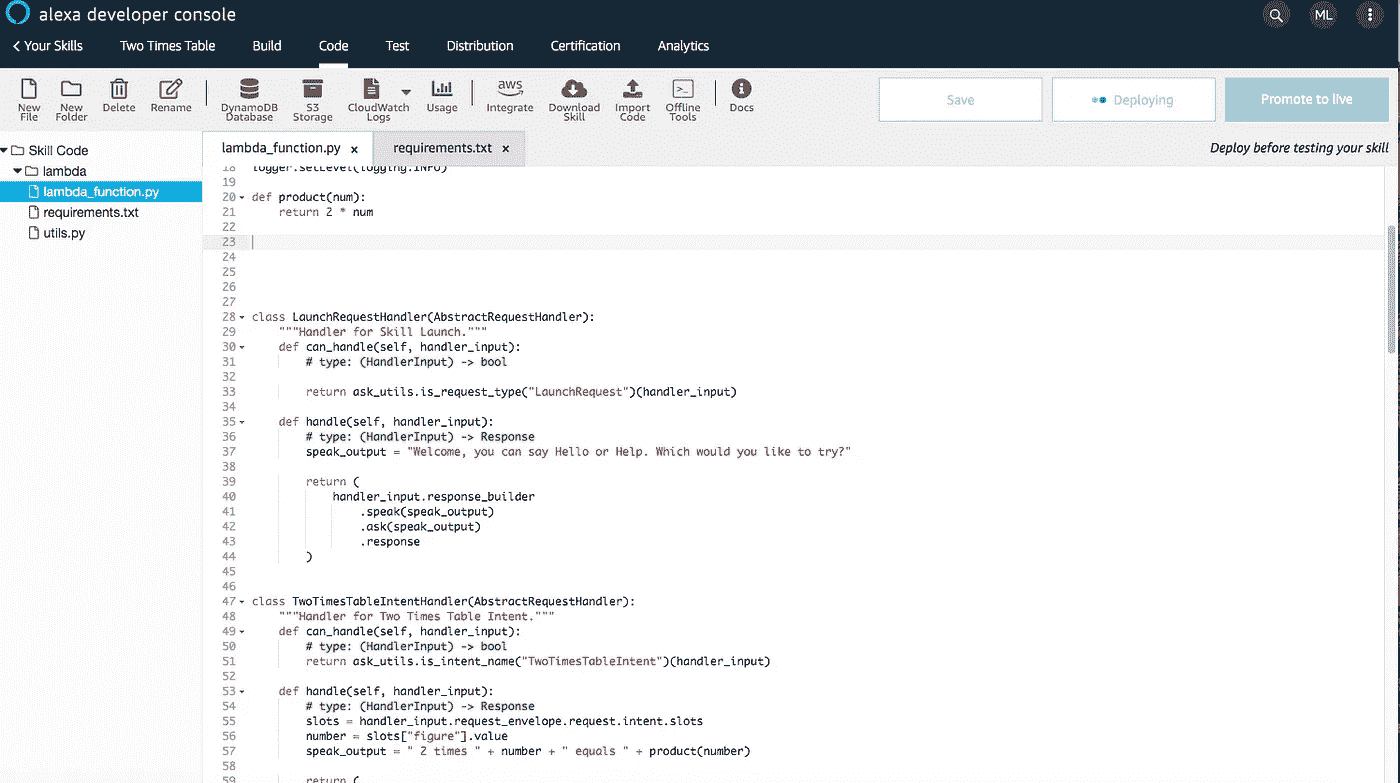 alexa developer console
ML
Your Skills Two Times Table Build Code Test Distribution Certification Analytics
New File
New Folder
Delete
Rename
DynamoDB Database
S3 Storage
CloudWatch Logs
Usage
aws
Integrate
Download Skill
Import Code
Offline Tools
Docs
Save
Deploying
Promote to live
Skill Code
lambda
lambda_function.py
requirements.txt
utils.py
lambda_function.py x requirements.txt x
Deploy before testing your skill
18 logger.setLevel(logging.INFO)
19
20 def product(num):
21     return 2 * num
22
23
24
25
26
27
28 class LaunchRequestHandler(AbstractRequestHandler):
29     """Handler for Skill Launch."""
30     def can_handle(self, handler_input):
31         # type: (HandlerInput) -> bool
32
33         return ask_utils.is_request_type("LaunchRequest")(handler_input)
34
35     def handle(self, handler_input):
36         # type: (HandlerInput) -> Response
37         speak_output = "Welcome, you can say Hello or Help. Which would you like to try?"
38
39         return (
40             handler_input.response_builder
41                 .speak(speak_output)
42                 .ask(speak_output)
43                 .response
44         )
45
46
47 class TwoTimesTableIntentHandler(AbstractRequestHandler):
48     """Handler for Two Times Table Intent."""
49     def can_handle(self, handler_input):
50         # type: (HandlerInput) -> bool
51         return ask_utils.is_intent_name("TwoTimesTableIntent")(handler_input)
52
53     def handle(self, handler_input):
54         # type: (HandlerInput) -> Response
55         slots = handler_input.request_envelope.request.intent.slots
56         number = slots["figure"].value
57         speak_output = " 2 times " + number + " equals " + product(number)
58
59         return (